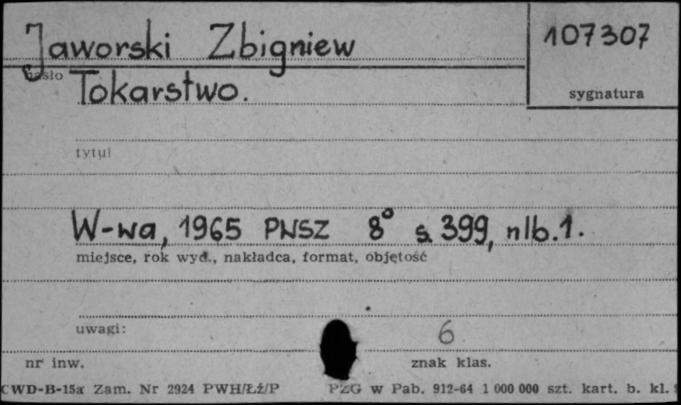 Jaworski Zbigniew 107307
hasło
Tokarstwo. sygnatura
tytuł
W-wa, 1965 PWSZ 8° s. 399, nlb. 1.
miejsce, rok wyd., nakładca, format, objętość
uwagi: 6
nr inw. znak klas.
CWD-B-15a Zam. Nr 2924 PWH/Łź/P PZG w Pab. 912-64 1 000 000 szt. kart. b. kl.